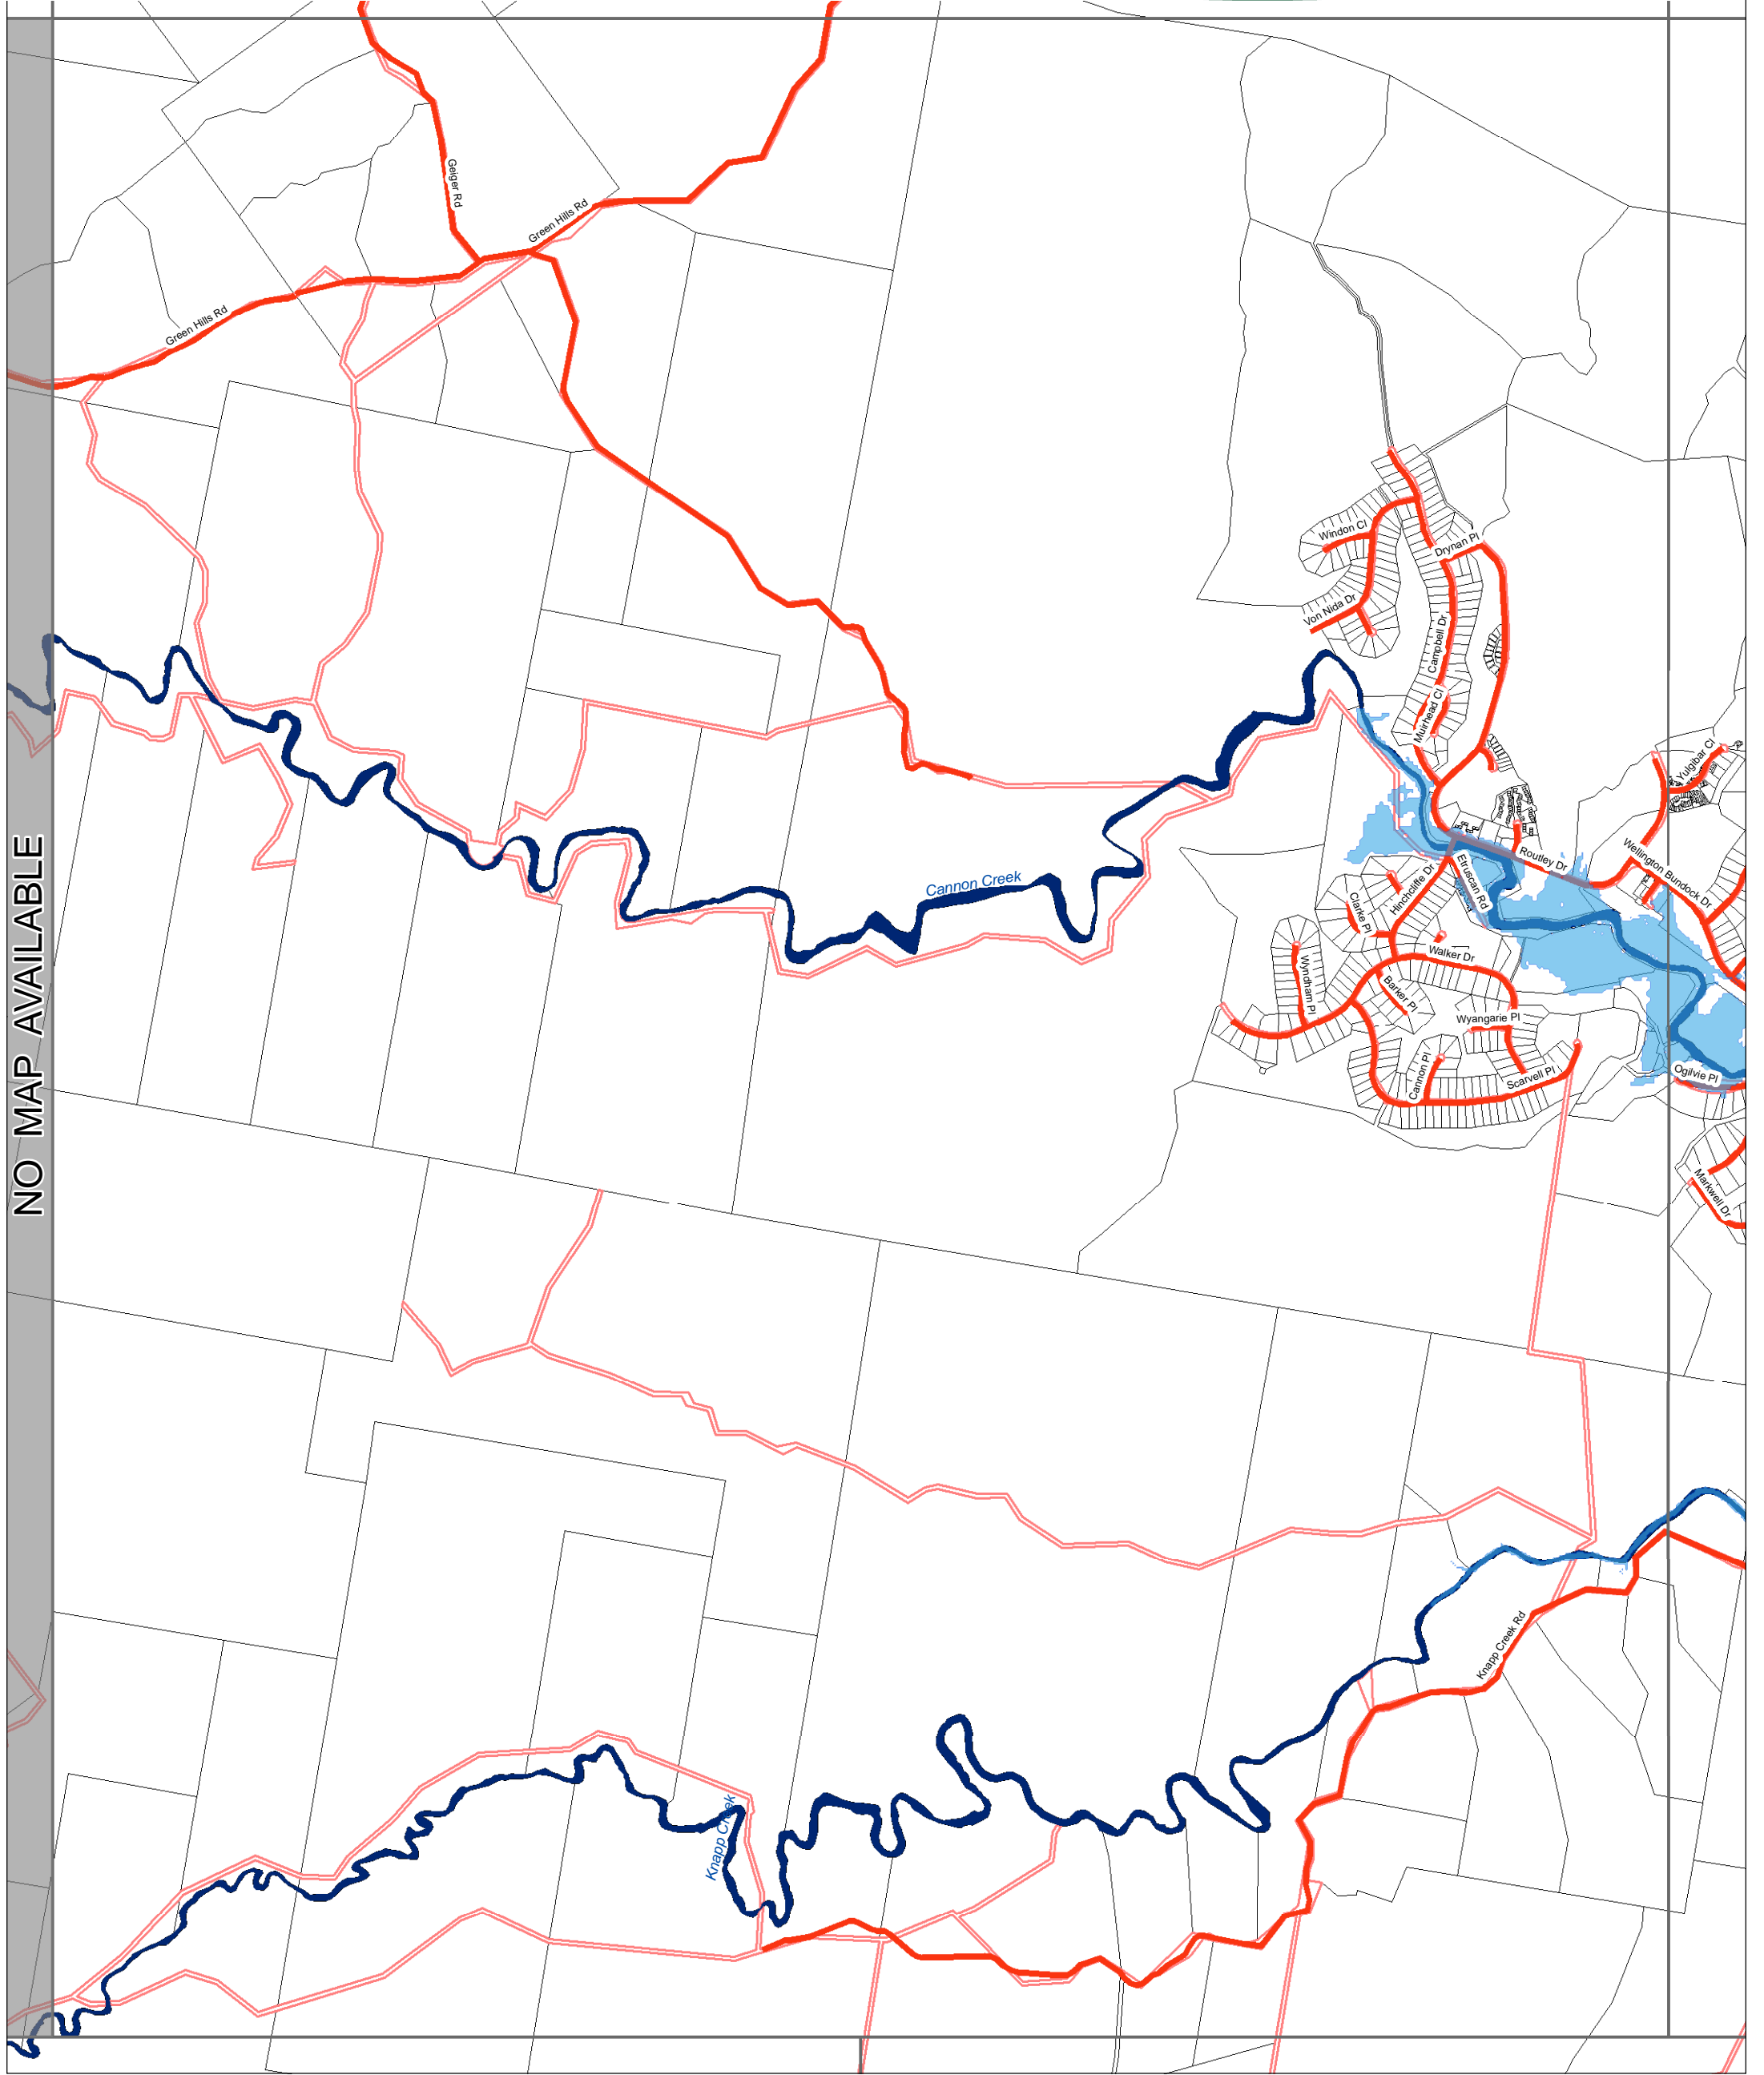 Geiger Rd
Green Hills Rd
Green Hills Rd
Windon Cl
Drynan Pl
Von Nida Dr
Campbell Dr
Muirhead Cl
Yulgibar Cl
NO MAP AVAILABLE
Routley Dr
Wellington Bundock Dr
Etruscan Rd
Hinchcliffe Dr
Cannon Creek
Clarke Pl
Walker Dr
Wyndham Pl
Barker Pl
Wyangarie Pl
Cannon Pl
Scarvell Pl
Ogilvie Pl
Markwell Dr
Knapp Creek Rd
Knapp Creek